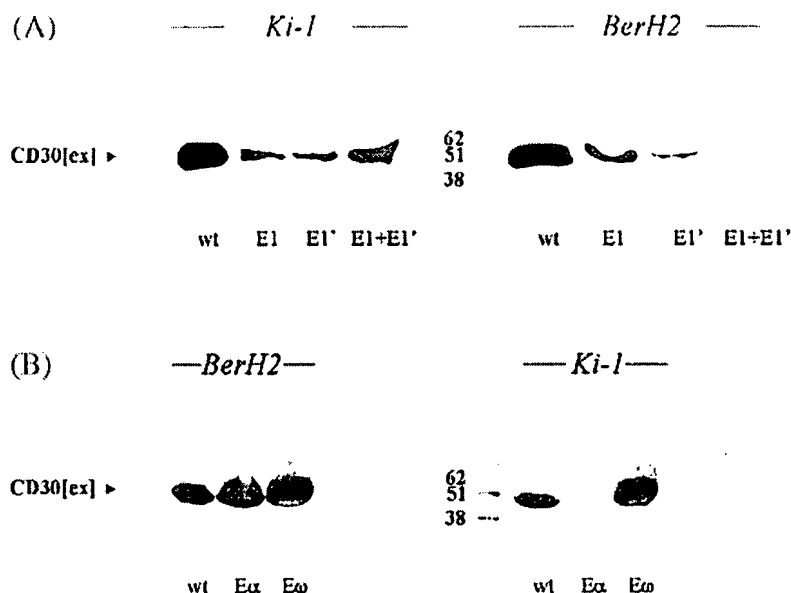 (A) Ki-1 BerH2
62
CD30[ex] ► 51
38
wt E1 E1' E1+E1' wt E1 E1' E1+E1'
(B) BerH2 Ki-1
62
CD30[ex] ► 51
38
wt Eα Eω wt Eα Eω